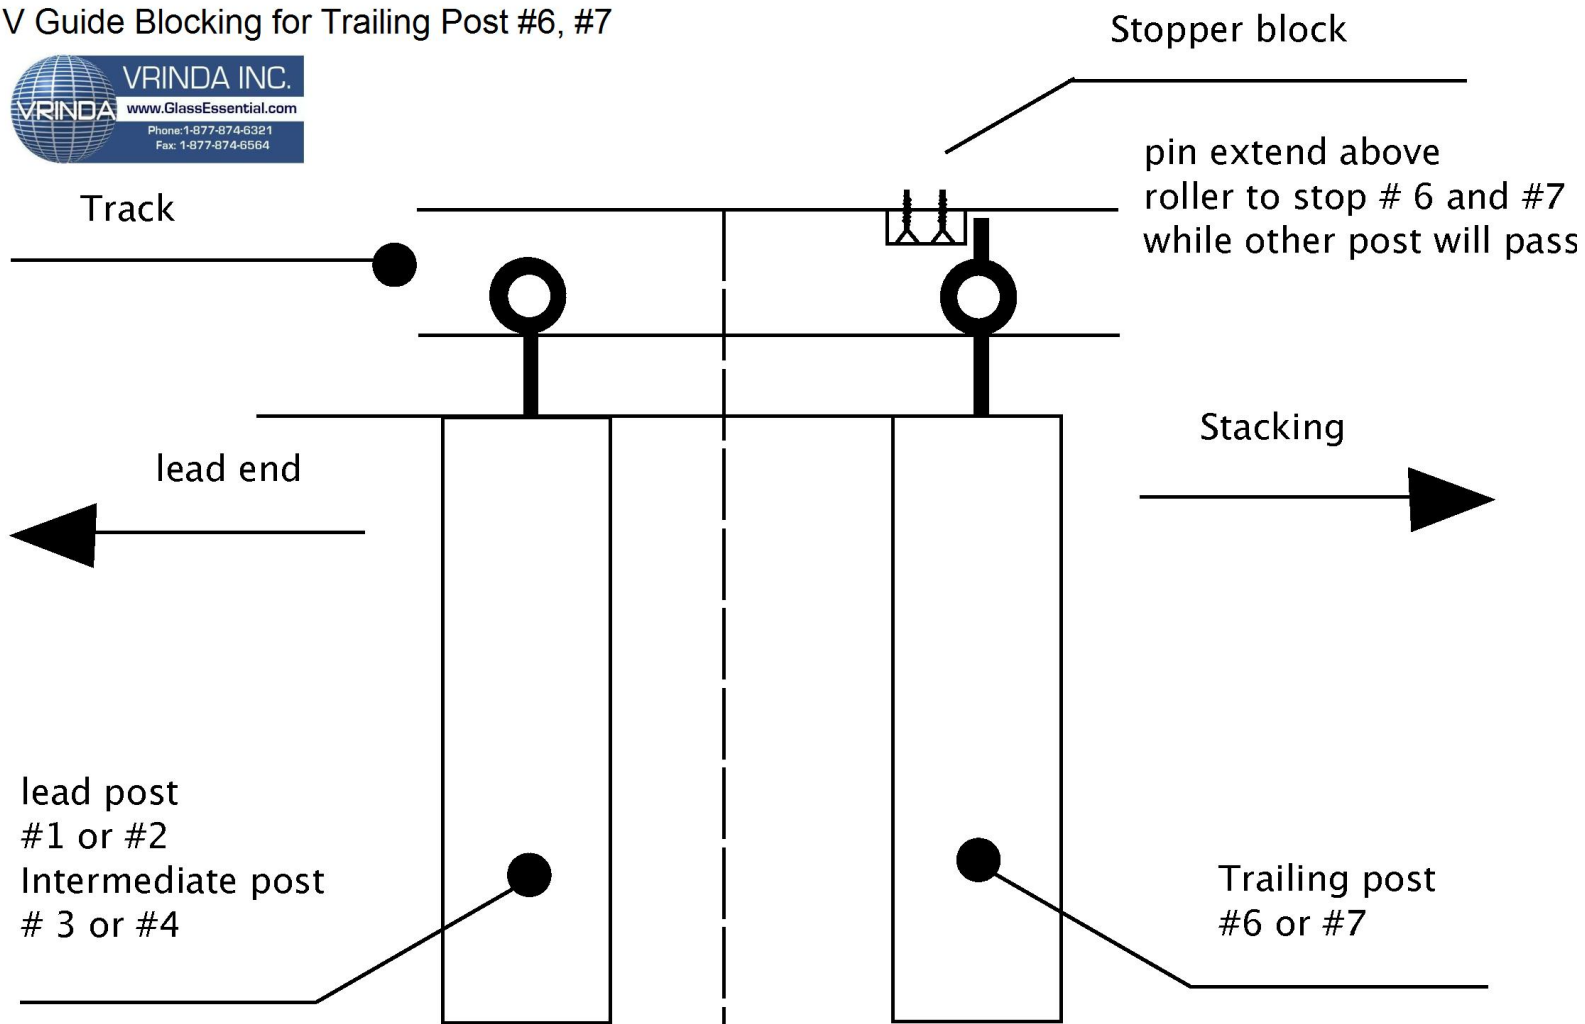 V Guide Blocking for Trailing Post #6, #7
Stopper block
VRINDA INC.
VRINDA
www.GlassEssential.com
Phone:1-877-874-6321
Fax: 1-877-874-6564
pin extend above
roller to stop # 6 and #7
while other post will pass
Track
Stacking
lead end
lead post
#1 or #2
Intermediate post
# 3 or #4
Trailing post
#6 or #7